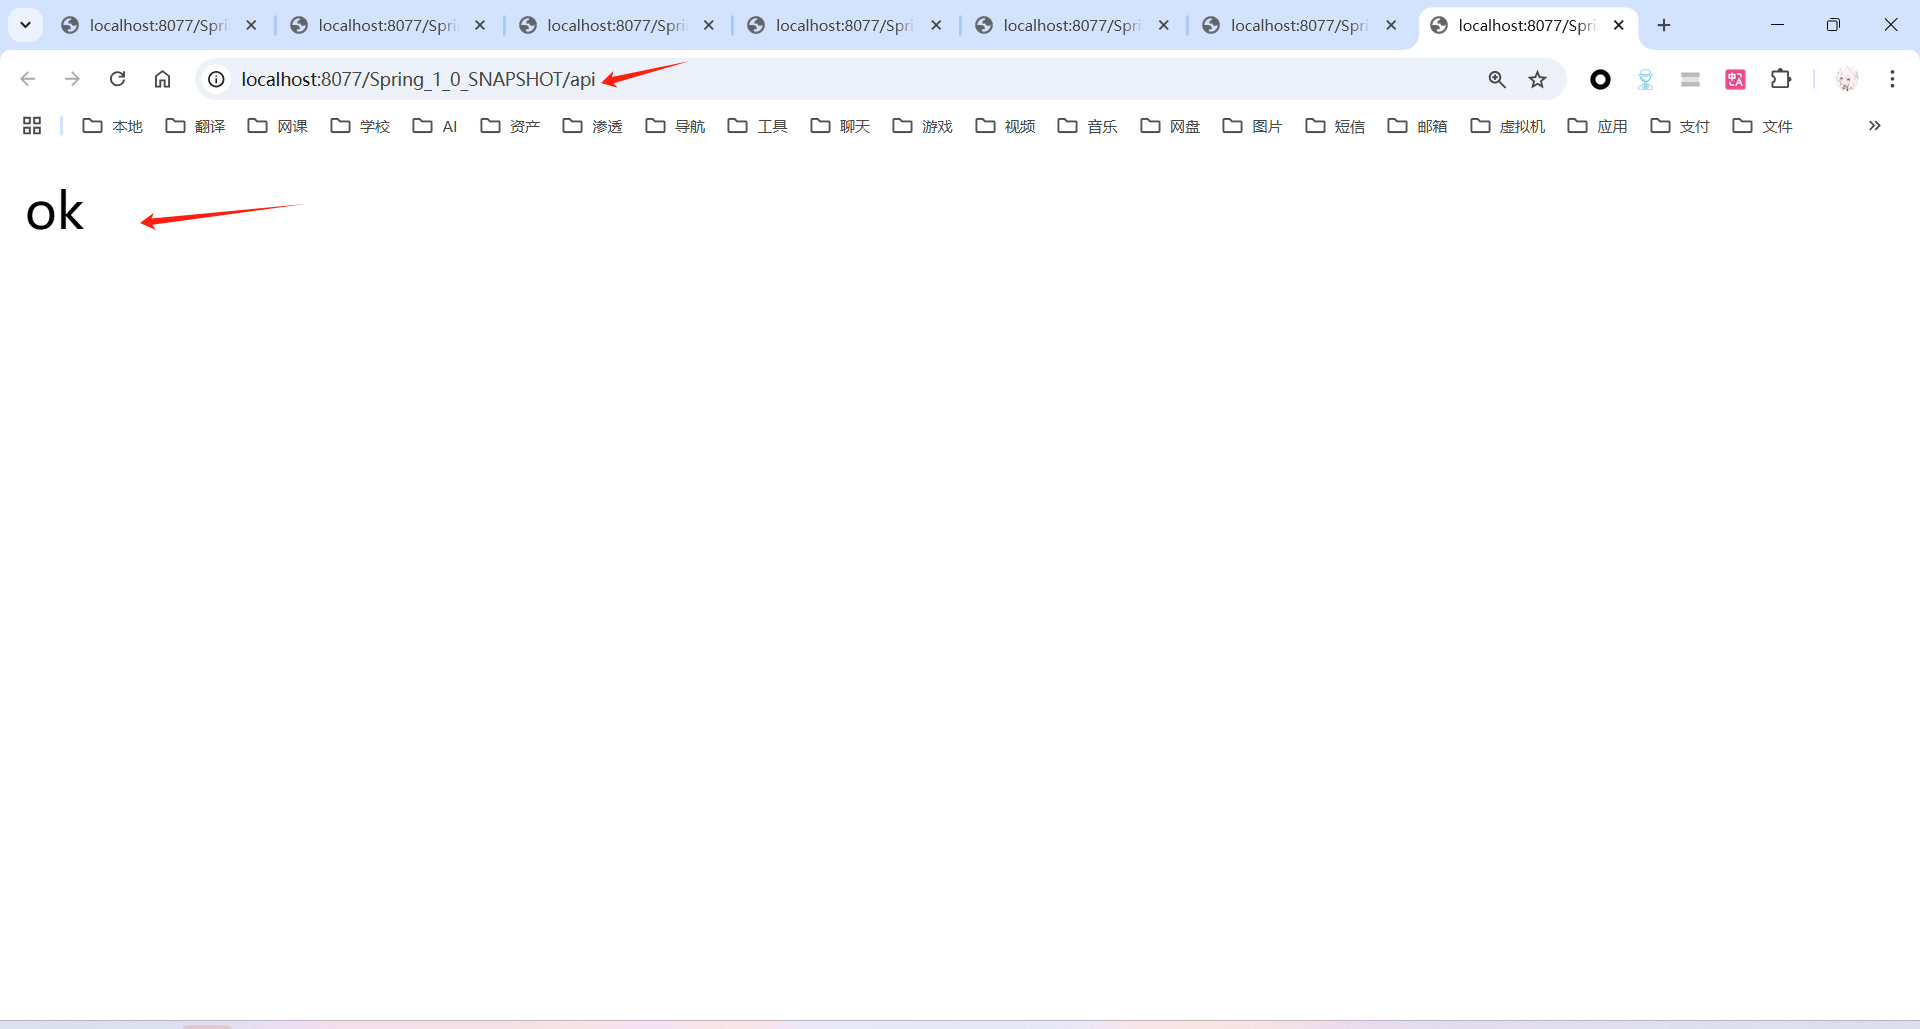 localhost:8077/Spri localhost:8077/Spri localhost:8077/Spri localhost:8077/Spri localhost:8077/Spri localhost:8077/Spri localhost:8077/Spri
localhost:8077/Spring_1_0_SNAPSHOT/api
本地 翻译 网课 学校 AI 资产 渗透 导航 工具 聊天 游戏 视频 音乐 网盘 图片 短信 邮箱 虚拟机 应用 支付 文件
ok